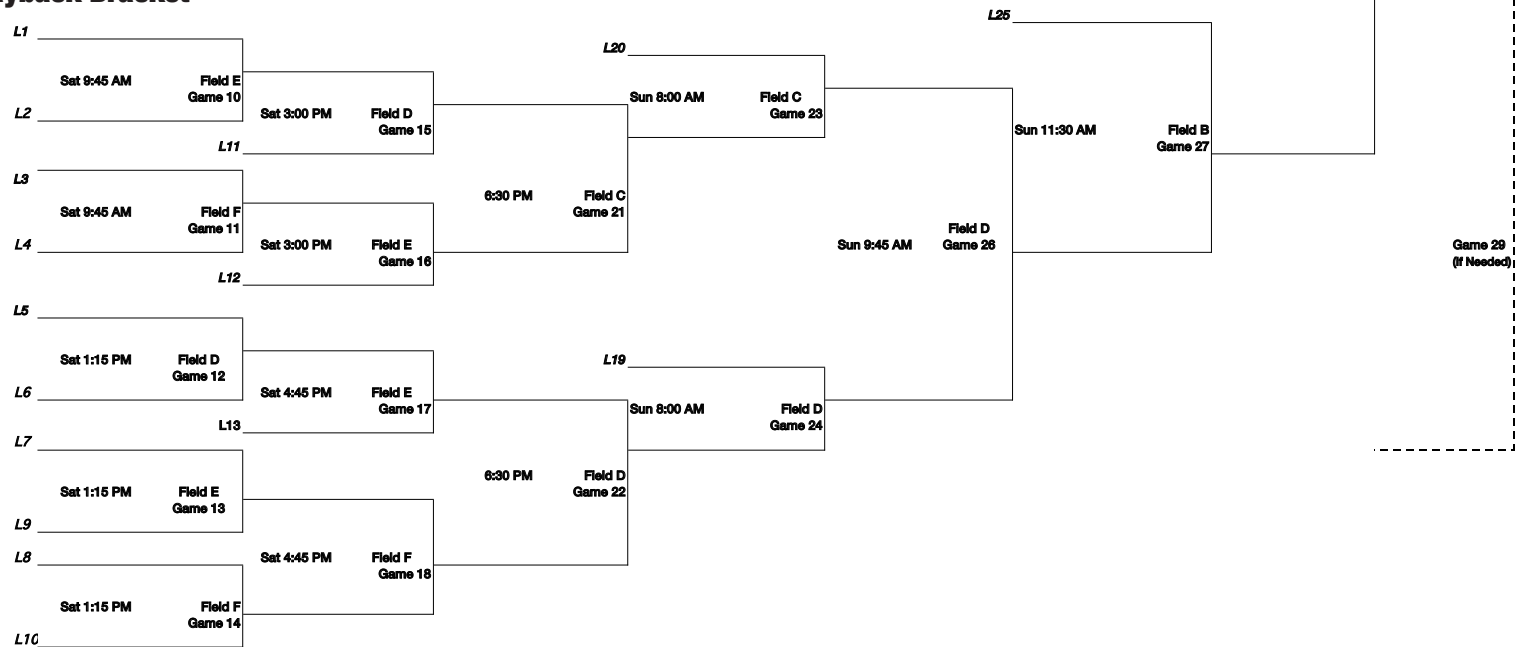 L25
L1
L20
Sat 9:45 AM
Field E
Game 10
Sun 8:00 AM
Field C
Game 23
L2
Sat 3:00 PM
Field D
Game 15
Sun 11:30 AM
Field B
Game 27
L11
L3
6:30 PM
Field C
Game 21
Sat 9:45 AM
Field F
Game 11
L4
Sat 3:00 PM
Field E
Game 16
Sun 9:45 AM
Field D
Game 26
Game 29
(If Needed)
L12
L5
Sat 1:15 PM
Field D
Game 12
L19
L6
Sat 4:45 PM
Field E
Game 17
Sun 8:00 AM
Field D
Game 24
L13
L7
6:30 PM
Field D
Game 22
Sat 1:15 PM
Field E
Game 13
L9
L8
Sat 4:45 PM
Field F
Game 18
Sat 1:15 PM
Field F
Game 14
L10